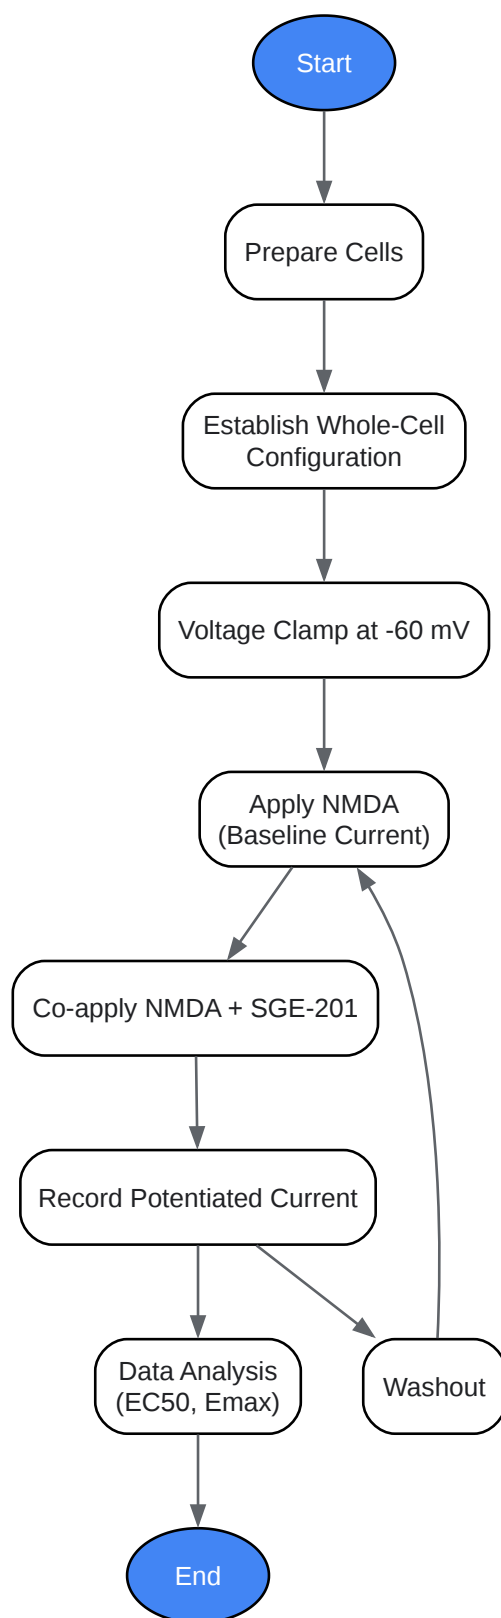 Start
Prepare Cells
Establish Whole-Cell
Configuration
Voltage Clamp at -60 mV
Apply NMDA
(Baseline Current)
Co-apply NMDA + SGE-201
Record Potentiated Current
Data Analysis
(EC50, Emax)
Washout
End